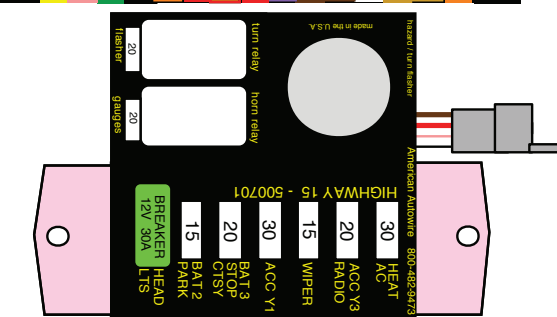 made in the U.S.A.
hazard / turn flasher
turn relay
20
flasher
horn relay
20
gauges
HIGHWAY 15 - 500701
American Autowire 800-482-9473
BREAKER
12V 30A
HEAD
LTS
15
BAT 2
PARK
20
BAT 3
STOP
CTSY
30
ACC Y1
15
WIPER
20
ACC Y3
RADIO
30
HEAT
AC